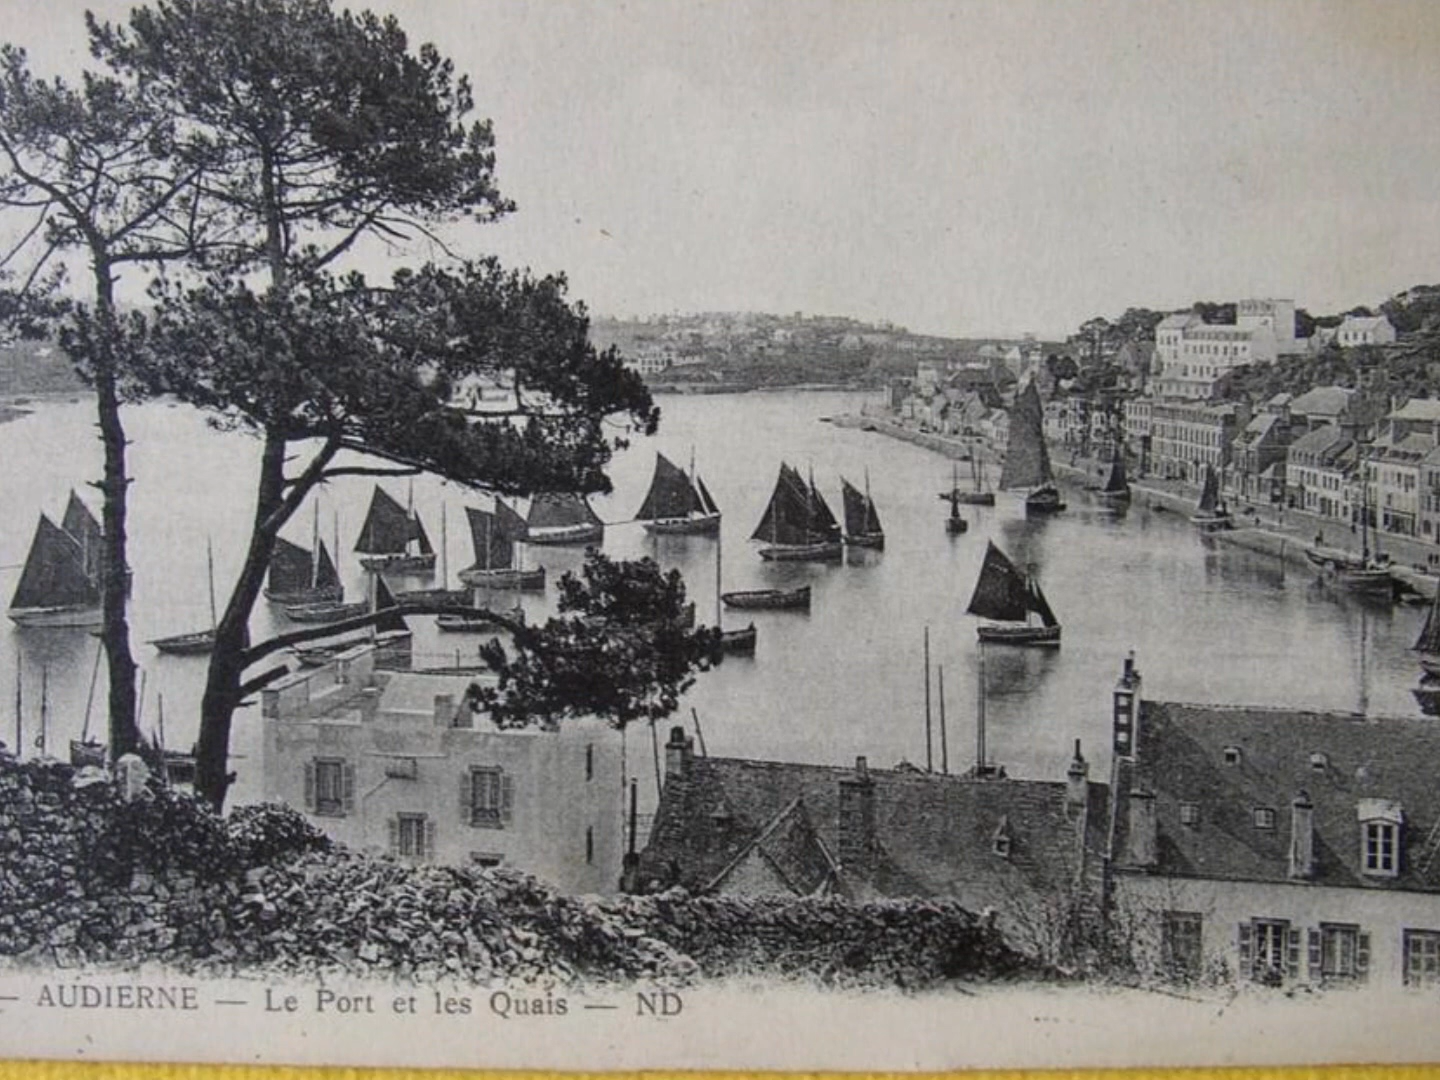 — AUDIERNE — Le Port et les Quais — ND